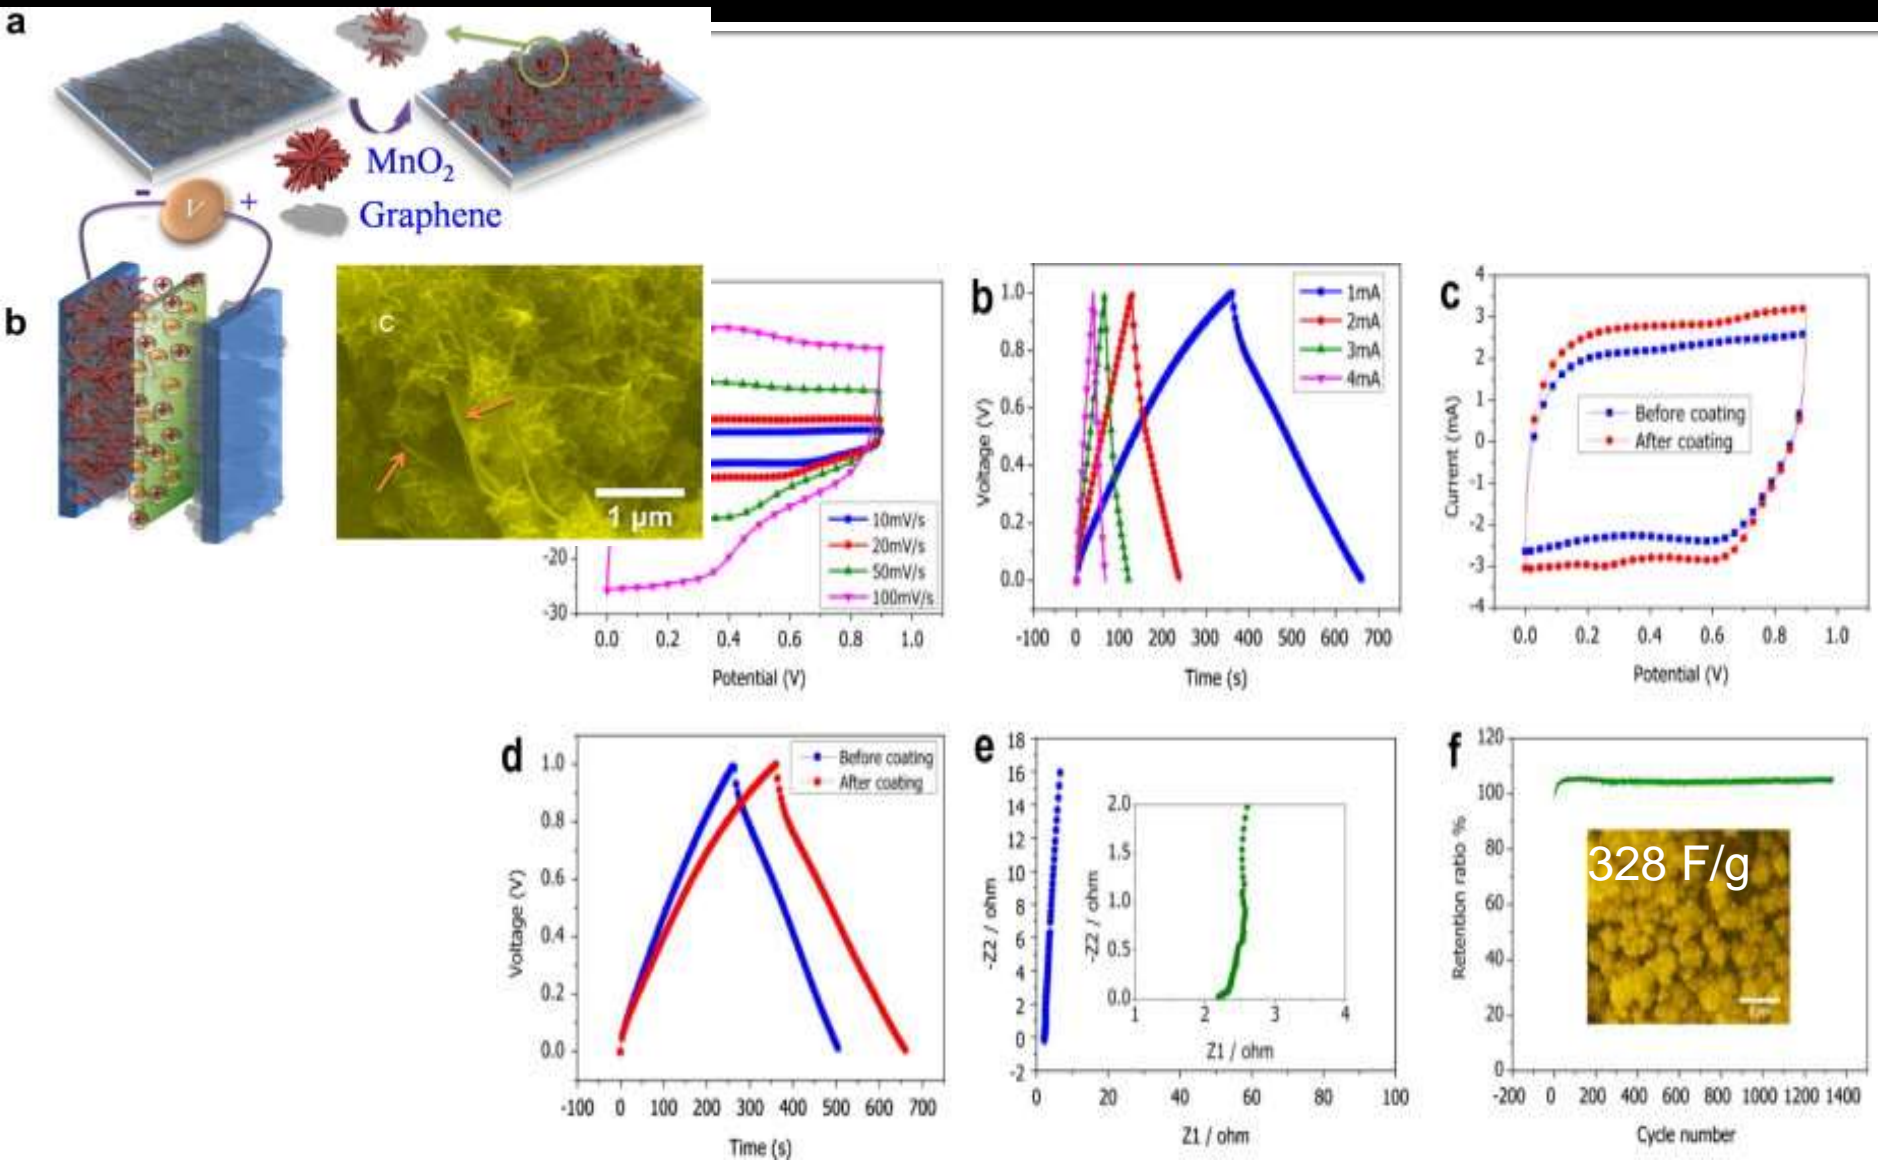 a
MnO₂
- V +
Graphene
b
C
1 µm
-20
-30
0.0 0.2 0.4 0.6 0.8 1.0
Potential (V)
10mV/s
20mV/s
50mV/s
100mV/s
b
1.0
0.8
0.6
0.4
0.2
0.0
Voltage (V)
1mA
2mA
3mA
4mA
-100 0 100 200 300 400 500 600 700
Time (s)
c
4
3
2
1
0
-1
-2
-3
-4
Current (mA)
Before coating
After coating
0.0 0.2 0.4 0.6 0.8 1.0
Potential (V)
d
1.0
0.8
0.6
0.4
0.2
0.0
Voltage (V)
Before coating
After coating
-100 0 100 200 300 400 500 600 700
Time (s)
e
18
16
14
12
10
8
6
4
2
0
-2
-Z2 / ohm
2.0
1.5
1.0
0.5
0.0
-Z2 / ohm
1 2 3 4
Z1 / ohm
0 20 40 60 80 100
Z1 / ohm
f
120
100
80
60
40
20
0
Retention ratio %
328 F/g
-200 0 200 400 600 800 1000 1200 1400
Cycle number